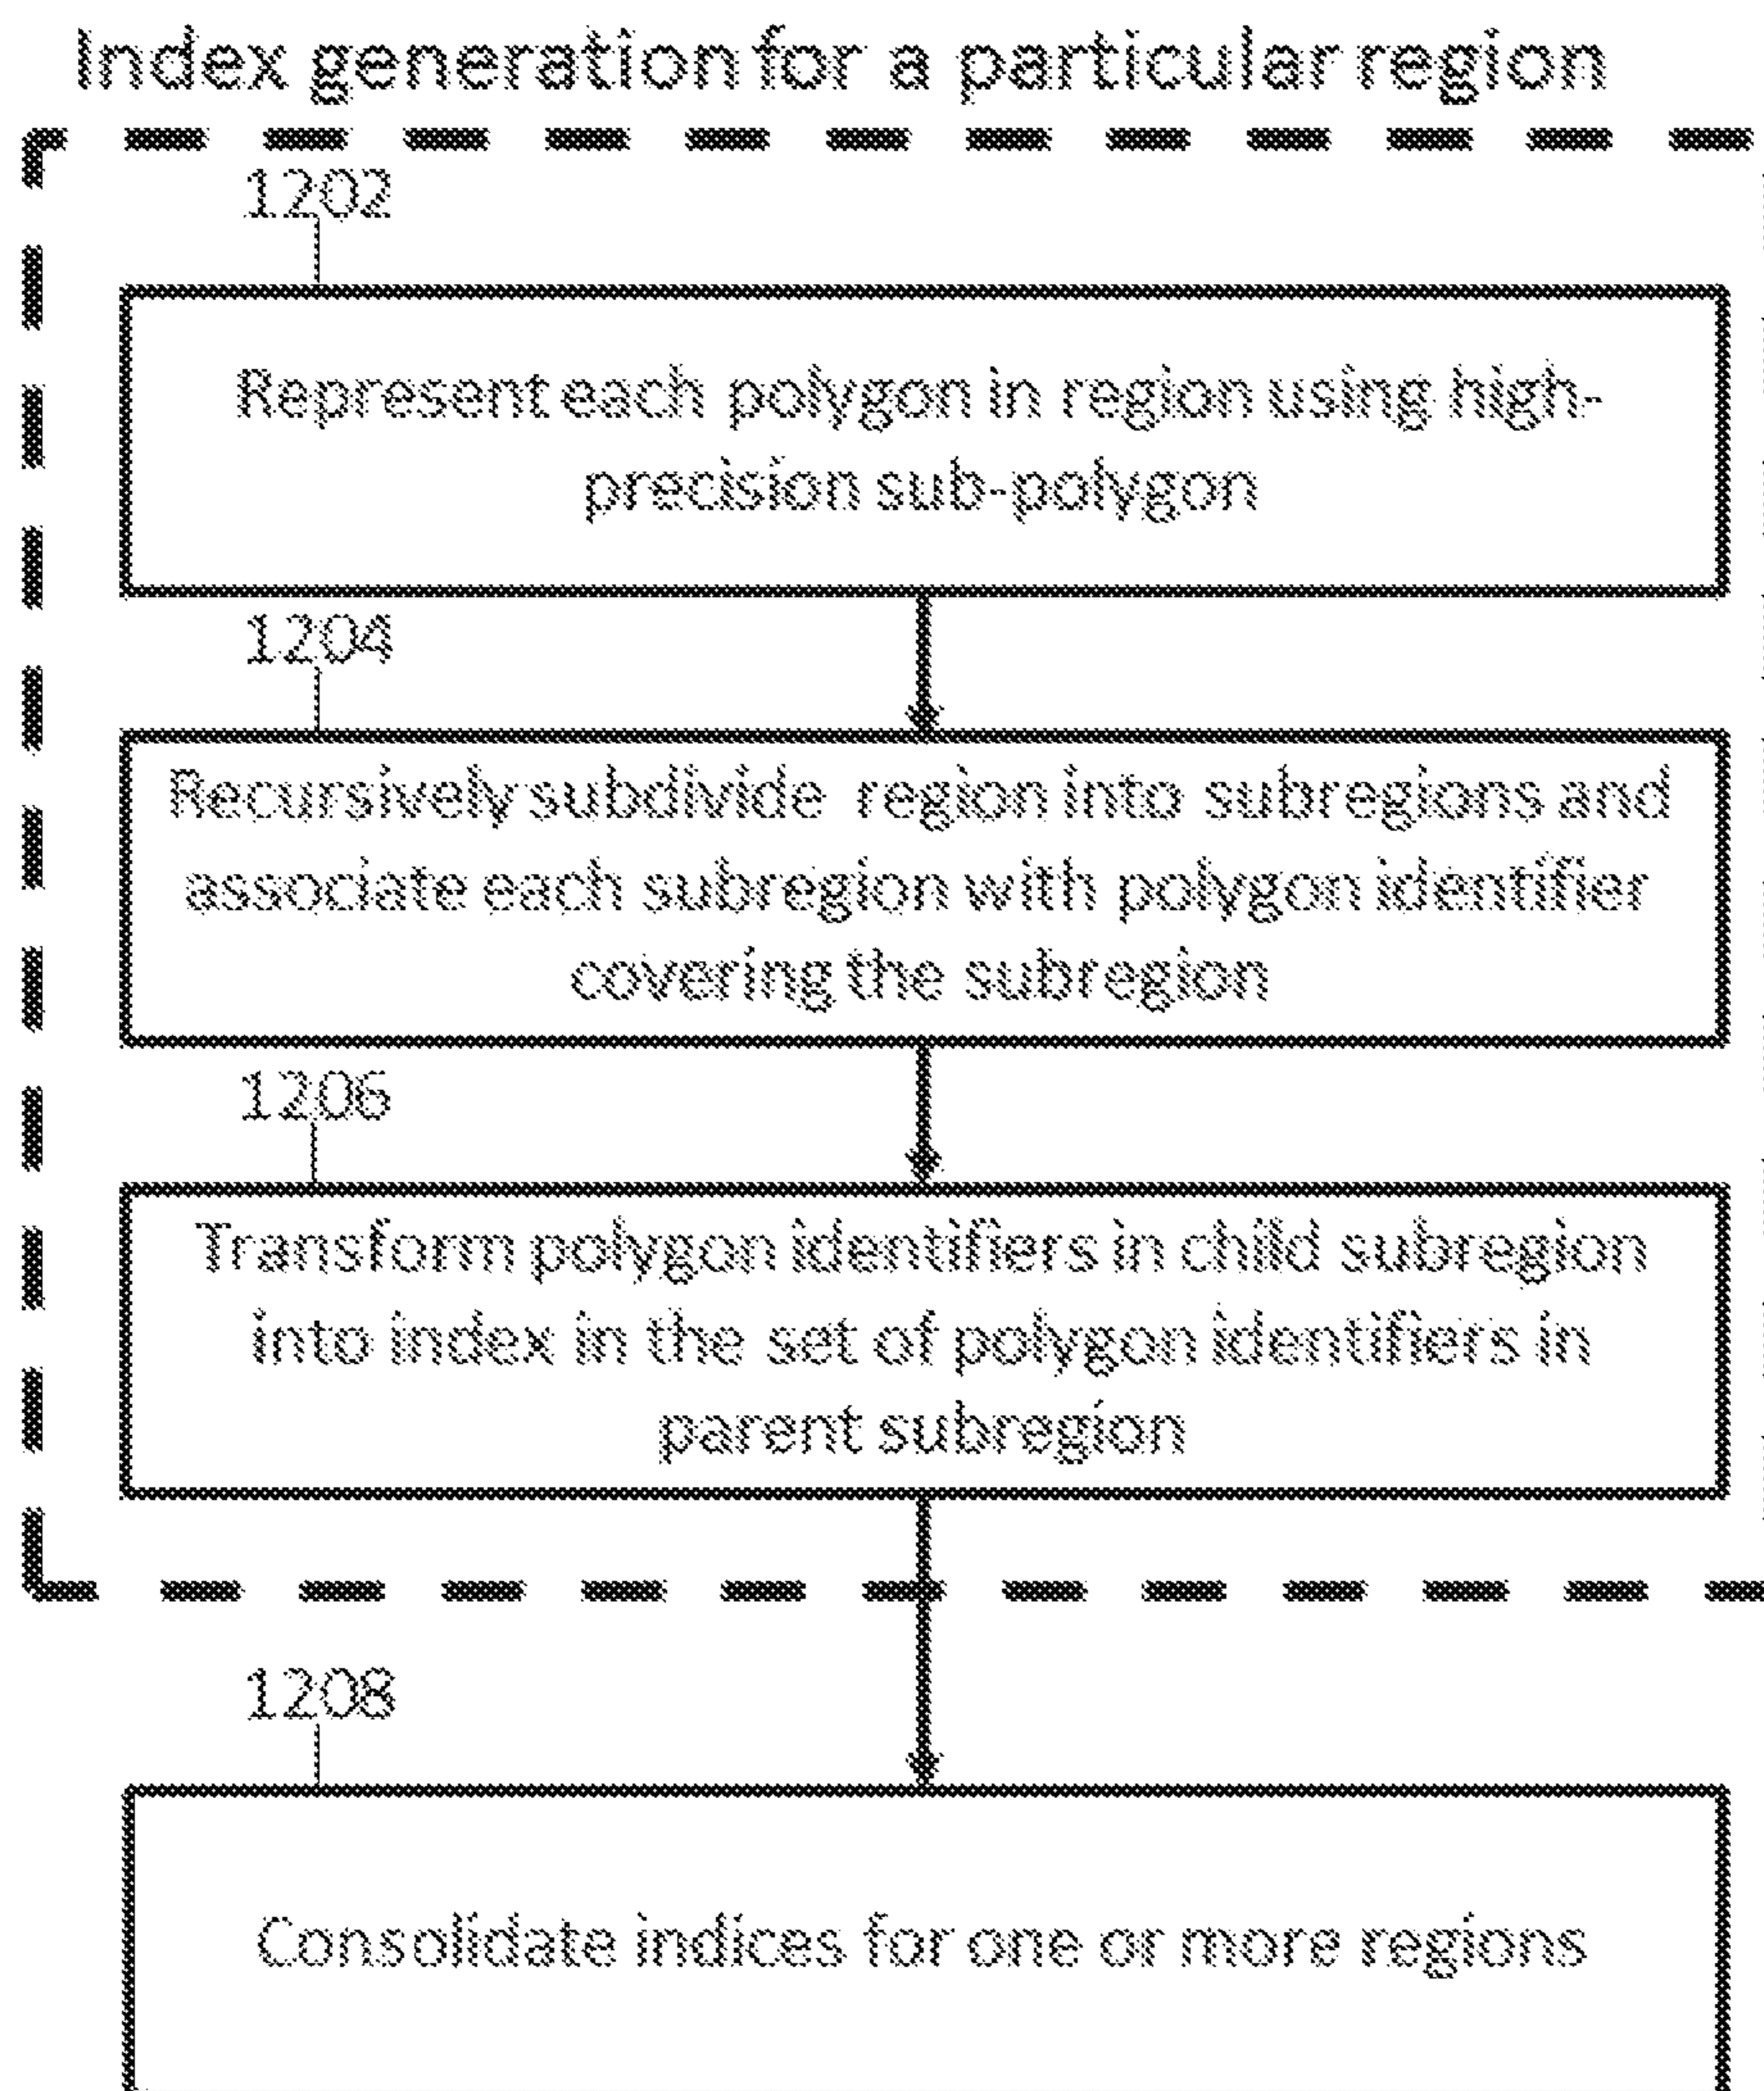 Index generation for a particular region
1202
Represent each polygon in region using high-
precision sub-polygon
1204
Recursively subdivide region into subregions and
associate each subregion with polygon identifier
covering the subregion
1206
Transform polygon identifiers in child subregion
into index in the set of polygon identifiers in
parent subregion
1208
Consolidate indices for one or more regions